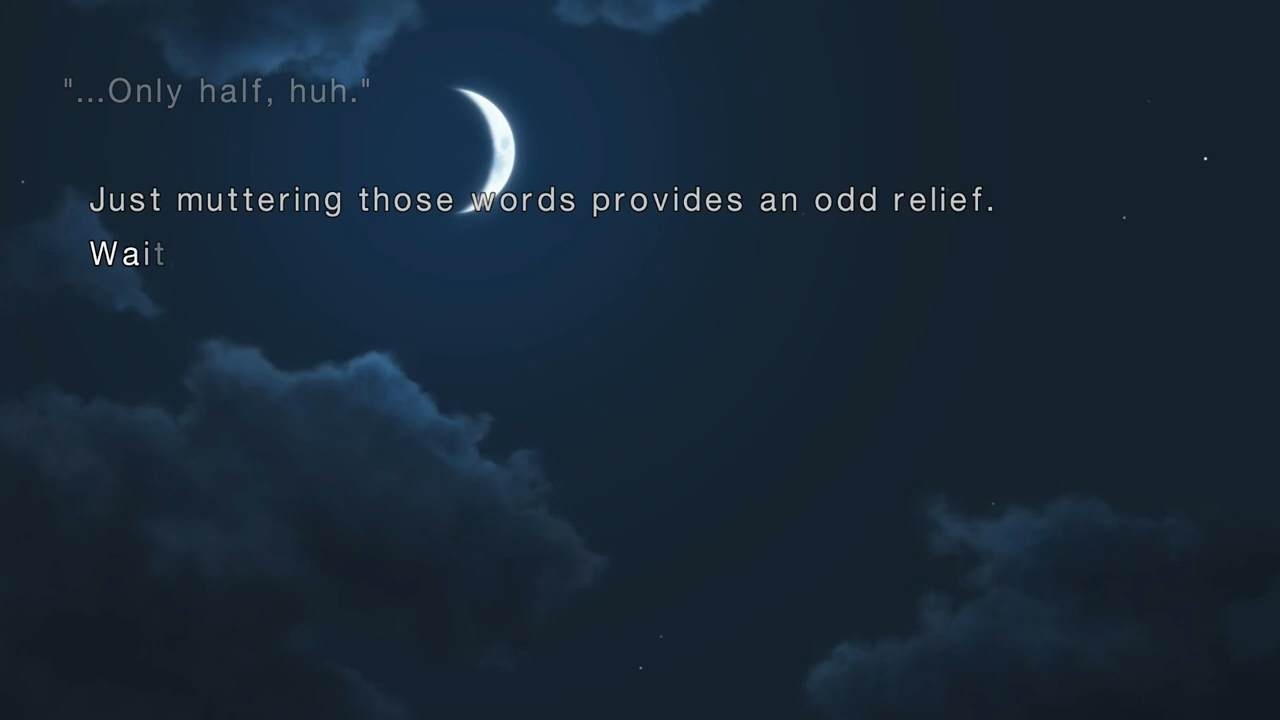 "...Only half, huh."
Just muttering those words provides an odd relief.
Wait